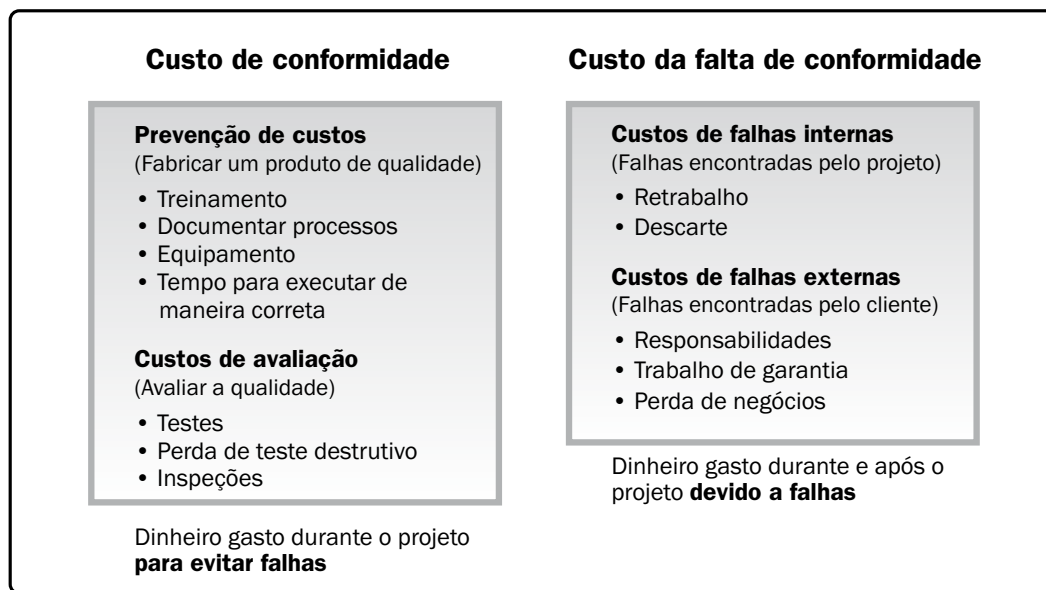 Custo de conformidade
Prevenção de custos
(Fabricar um produto de qualidade)
• Treinamento
• Documentar processos
• Equipamento
• Tempo para executar de
maneira correta
Custos de avaliação
(Avaliar a qualidade)
• Testes
• Perda de teste destrutivo
• Inspeções
Dinheiro gasto durante o projeto
para evitar falhas
Custo da falta de conformidade
Custos de falhas internas
(Falhas encontradas pelo projeto)
• Retrabalho
• Descarte
Custos de falhas externas
(Falhas encontradas pelo cliente)
• Responsabilidades
• Trabalho de garantia
• Perda de negócios
Dinheiro gasto durante e após o
projeto devido a falhas